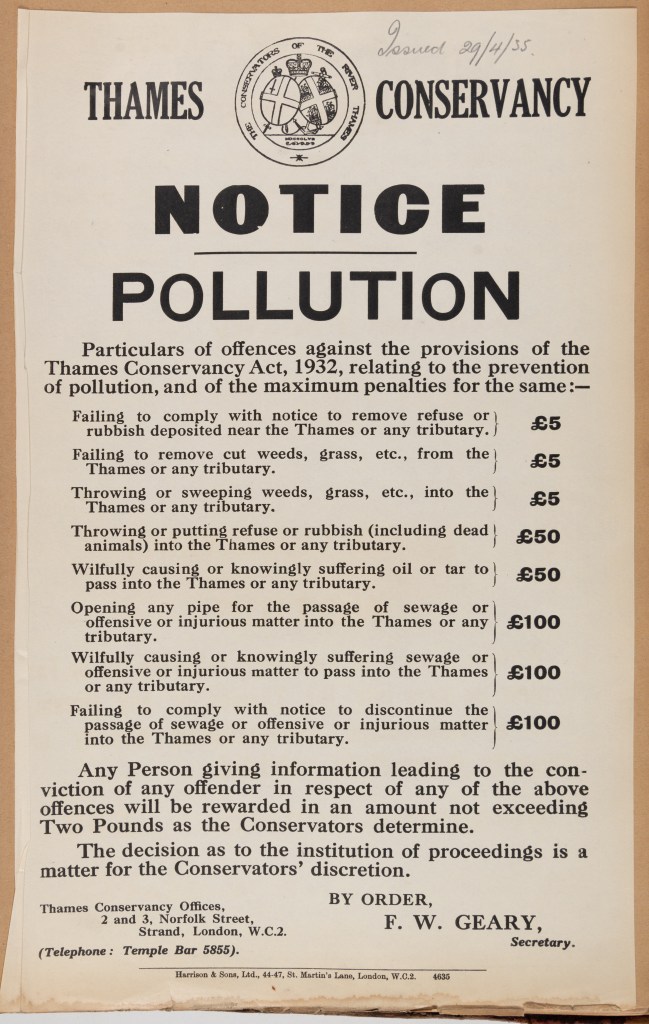 Issued 29/4/35.
THE CONSERVATORS OF THE RIVER THAMES
THAMES CONSERVANCY
NOTICE
POLLUTION
Particulars of offences against the provisions of the
Thames Conservancy Act, 1932, relating to the prevention
of pollution, and of the maximum penalties for the same:—
Failing to comply with notice to remove refuse or
rubbish deposited near the Thames or any tributary. £5
Failing to remove cut weeds, grass, etc., from the
Thames or any tributary. £5
Throwing or sweeping weeds, grass, etc., into the
Thames or any tributary. £5
Throwing or putting refuse or rubbish (including dead
animals) into the Thames or any tributary. £50
Wilfully causing or knowingly suffering oil or tar to
pass into the Thames or any tributary. £50
Opening any pipe for the passage of sewage or
offensive or injurious matter into the Thames or any £100
tributary.
Wilfully causing or knowingly suffering sewage or
offensive or injurious matter to pass into the Thames £100
or any tributary.
Failing to comply with notice to discontinue the
passage of sewage or offensive or injurious matter £100
into the Thames or any tributary.
Any Person giving information leading to the con-
viction of any offender in respect of any of the above
offences will be rewarded in an amount not exceeding
Two Pounds as the Conservators determine.
The decision as to the institution of proceedings is a
matter for the Conservators' discretion.
BY ORDER,
Thames Conservancy Offices,
2 and 3, Norfolk Street,
Strand, London, W.C.2.
F. W. GEARY,
Secretary.
(Telephone: Temple Bar 5855).
Harrison & Sons, Ltd., 44-47, St. Martin's Lane, London, W.C.2. 4635